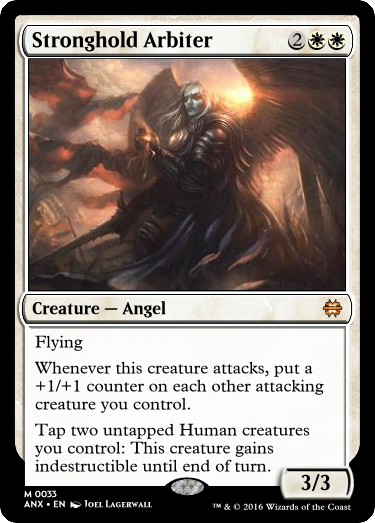 Stronghold Arbiter 2
Creature — Angel
Flying
Whenever this creature attacks, put a
+1/+1 counter on each other attacking
creature you control.
Tap two untapped Human creatures
you control: This creature gains
indestructible until end of turn.
3/3
M 0033
ANX • EN Joel Lagerwall
™ & © 2016 Wizards of the Coast